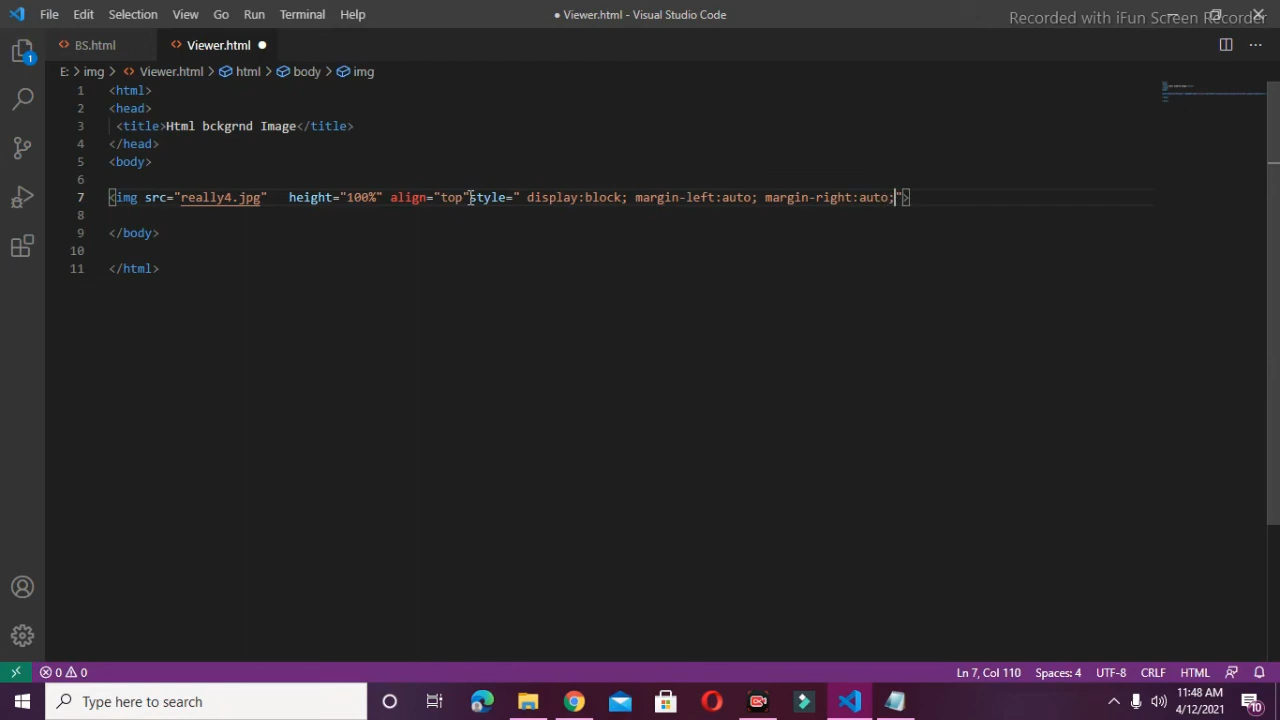 File Edit Selection View Go Run Terminal Help
● Viewer.html - Visual Studio Code
Recorded with iFun Screen Recorder
BS.html
Viewer.html
E: > img > Viewer.html > html > body > img
1 <html>
2 <head>
3 <title>Html bckgrnd Image</title>
4 </head>
5 <body>
6
7 <img src="really4.jpg" height="100%" align="top"style=" display:block; margin-left:auto; margin-right:auto;">
8
9 </body>
10
11 </html>
1
0 0
Ln 7, Col 110
Spaces: 4
UTF-8
CRLF
HTML
Type here to search
11:48 AM
4/12/2021
10